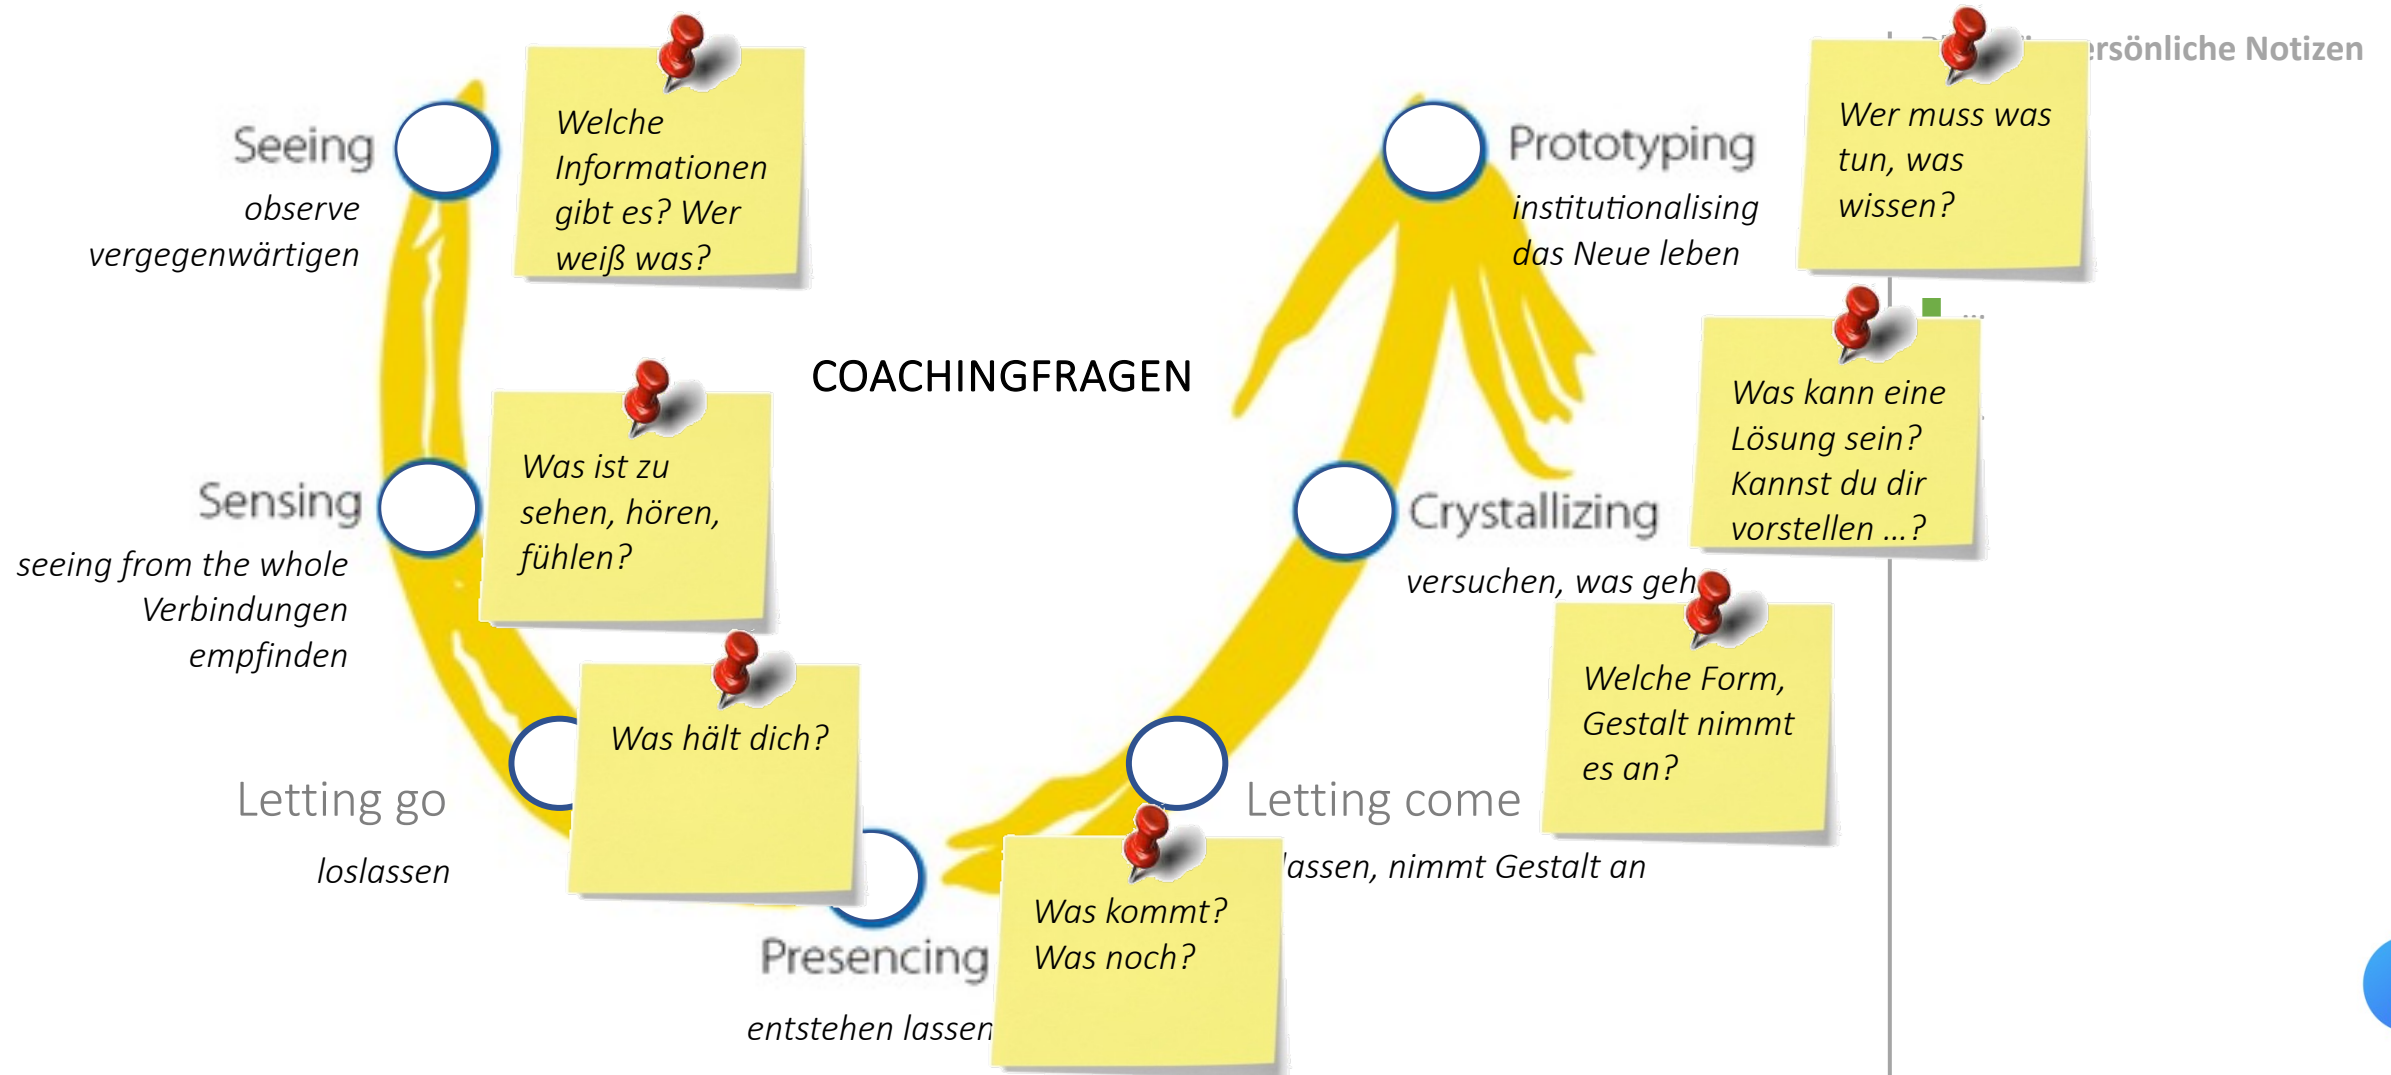 Seeing
observe
vergegenwärtigen
Welche
Informationen
gibt es? Wer
weiß was?
Sensing
seeing from the whole
Verbindungen
empfinden
Was ist zu
sehen, hören,
fühlen?
Letting go
loslassen
Was hält dich?
COACHINGFRAGEN
Presencing
entstehen lassen
Was kommt?
Was noch?
Letting come
lassen, nimmt Gestalt an
Welche Form,
Gestalt nimmt
es an?
Crystallizing
versuchen, was
Was kann eine
Lösung sein?
Kannst du dir
vorstellen ...?
Prototyping
institutionalising
das Neue leben
Wer muss was
tun, was
wissen?
Notizen
...